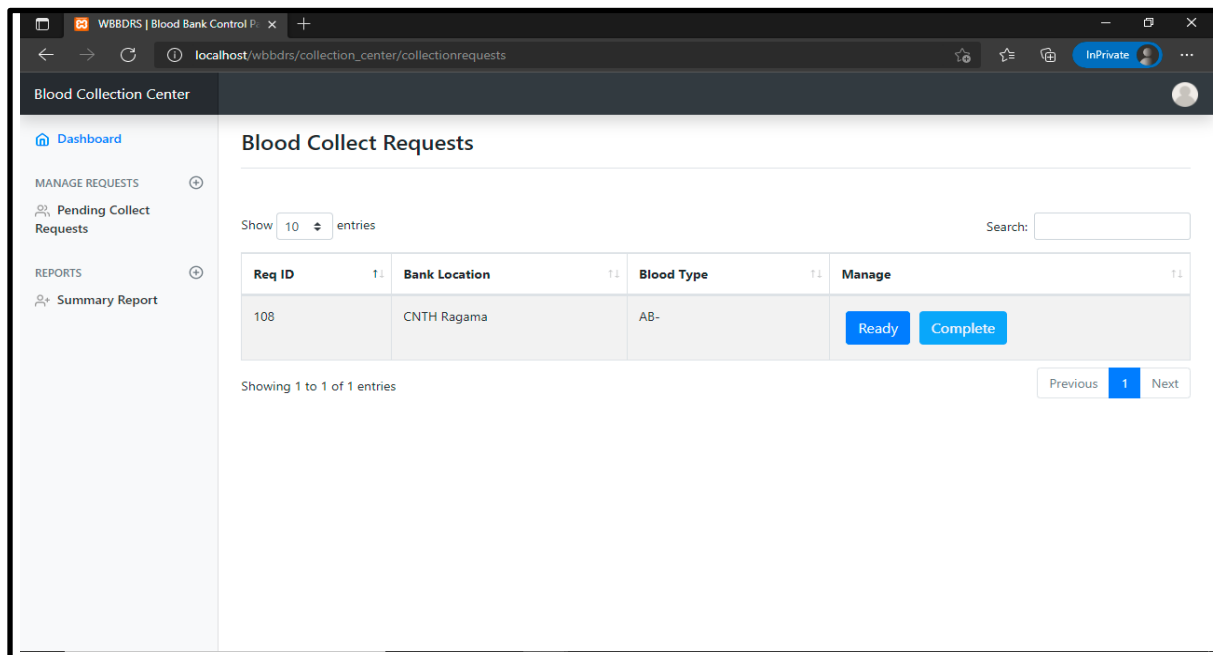 WBBDRS | Blood Bank Control P
localhost/wbbdrs/collection_center/collectionrequests
InPrivate
Blood Collection Center
Dashboard
MANAGE REQUESTS
Pending Collect
Requests
REPORTS
Summary Report
Blood Collect Requests
Show 10 entries
Search:
Req ID Bank Location Blood Type Manage
108 CNTH Ragama AB- Ready Complete
Showing 1 to 1 of 1 entries
Previous 1 Next